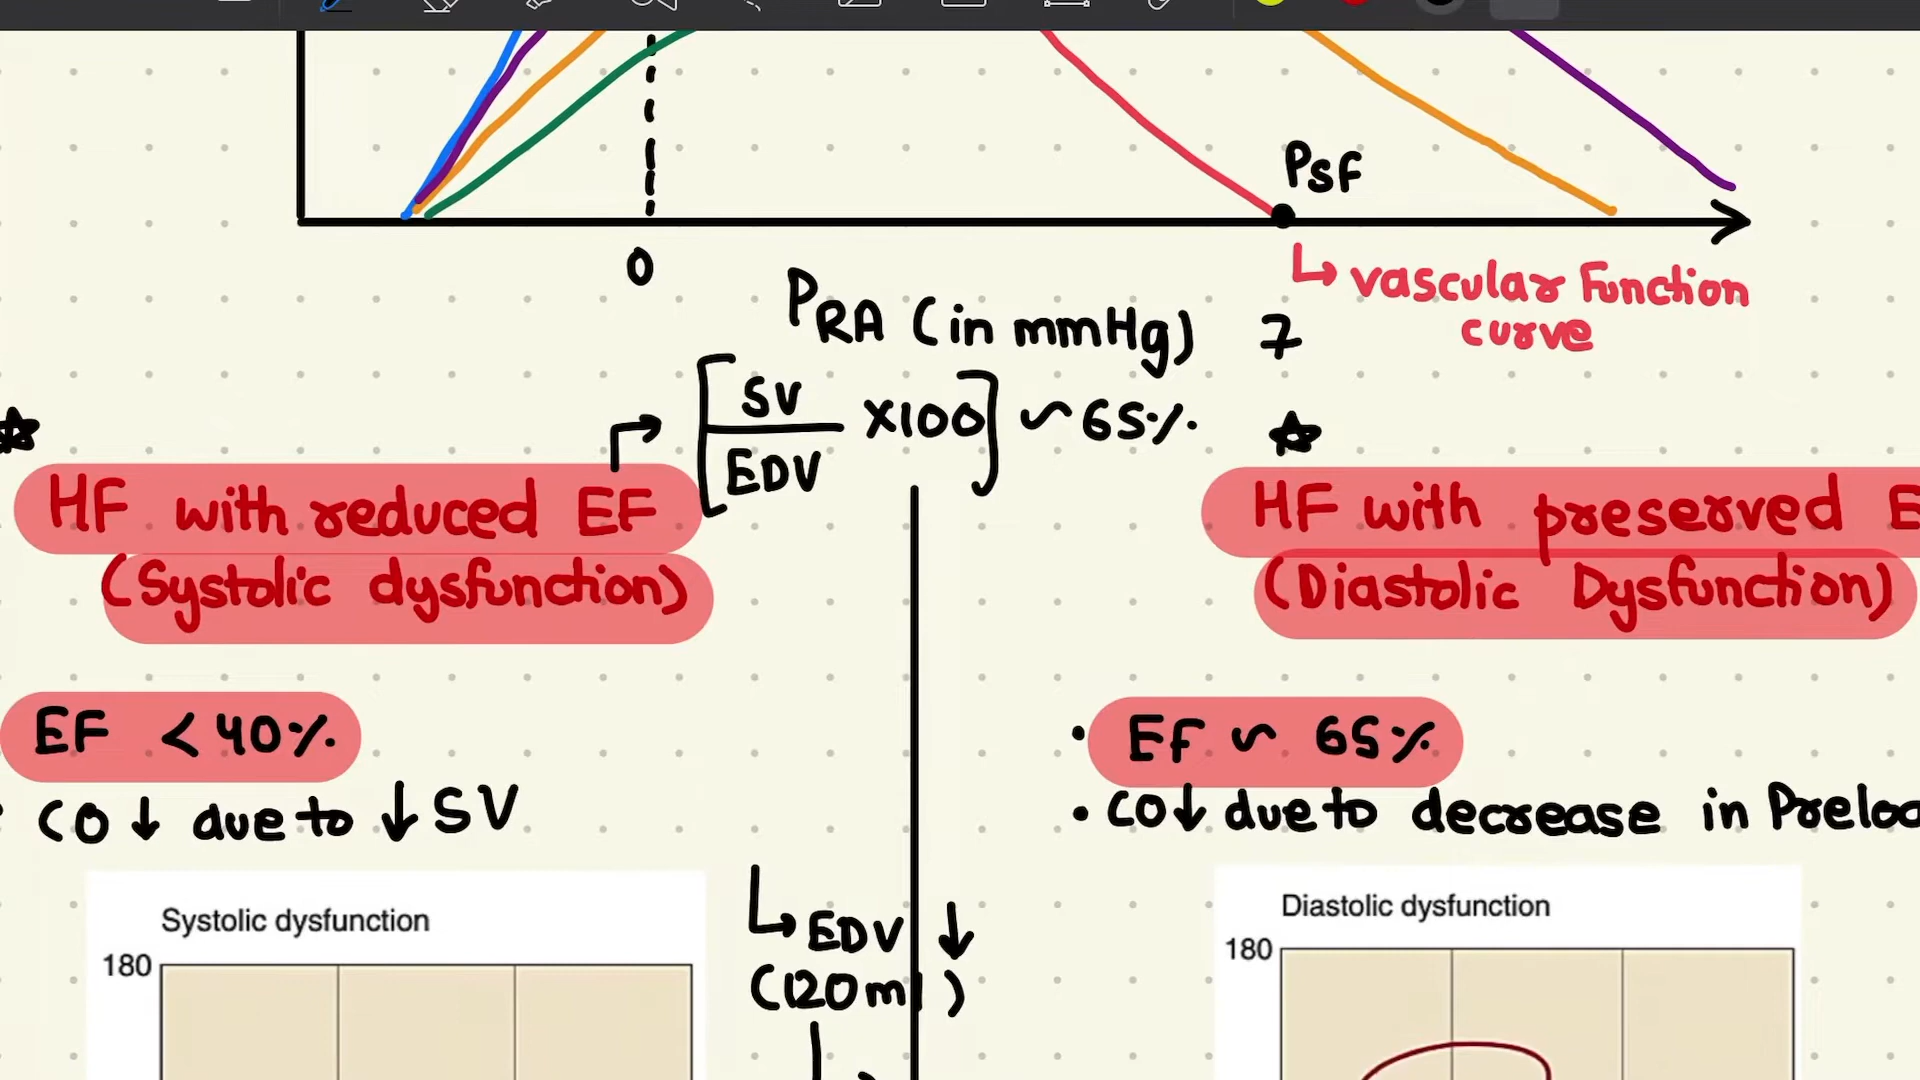 Psf
0
↳ vascular Function
curve
PRA (in mmHg) 7
[SV/EDV ×100] ~ 65%.
HF with reduced EF
(Systolic dysfunction)
HF with preserved E
(Diastolic Dysfunction)
EF < 40%.
CO ↓ due to ↓ SV
• EF ~ 65%.
• CO↓ due to decrease in Preloa
Systolic dysfunction
180
↳ EDV ↓
(120ml)
Diastolic dysfunction
180